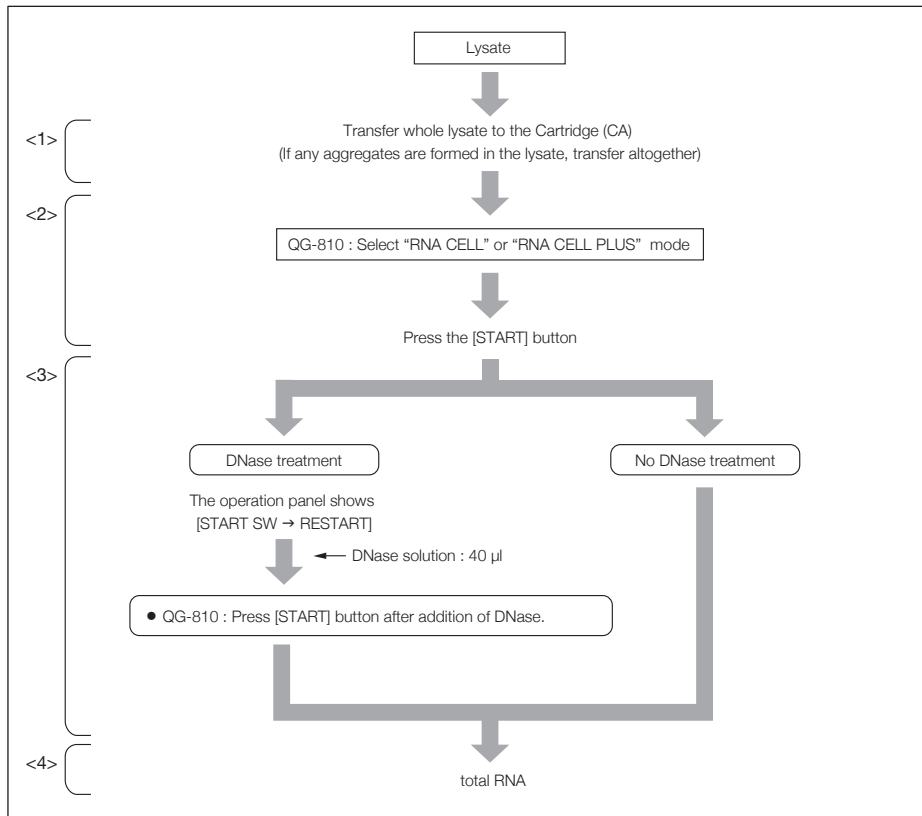 Lysate
<1>
Transfer whole lysate to the Cartridge (CA)
(If any aggregates are formed in the lysate, transfer altogether)
<2>
QG-810 : Select “RNA CELL” or “RNA CELL PLUS” mode
Press the [START] button
<3>
DNase treatment
No DNase treatment
The operation panel shows
[START SW → RESTART]
DNase solution : 40 µl
● QG-810 : Press [START] button after addition of DNase.
<4>
total RNA